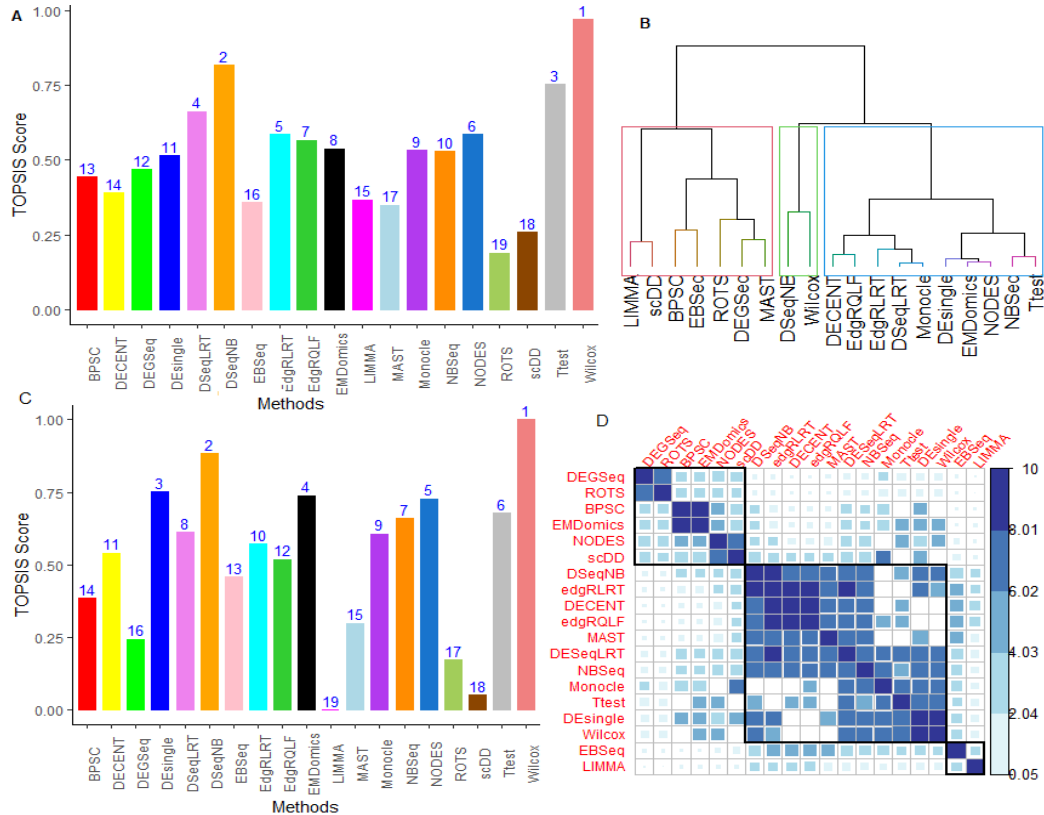 A
TOPSIS Score
1.00
0.75
0.50
0.25
0.00
13
14
12
11
4
2
16
5
7
8
15
17
9
10
6
19
18
3
1
BPSC
DECENT
DEGSeq
DEsingle
DSeqLRT
DSeqNB
EBSeq
EdgRLRT
EdgRQLF
EMDomics
LIMMA
MAST
Monocle
NBSeq
NODES
ROTS
scDD
Ttest
Wilcox
Methods
B
LIMMA
scDD
BPSC
EBSec
ROTS
DEGSec
MAST
DSeqNB
Wilcox
DECENT
EdgRQLF
EdgRLRT
DSeqLRT
Monocle
DEsingle
EMDomics
NODES
NBSec
Ttest
C
TOPSIS Score
1.00
0.75
0.50
0.25
0.00
14
11
16
3
8
2
13
10
12
4
19
15
9
7
5
17
18
6
1
BPSC
DECENT
DEGSeq
DEsingle
DSeqLRT
DSeqNB
EBSeq
EdgRLRT
EdgRQLF
EMDomics
LIMMA
MAST
Monocle
NBSeq
NODES
ROTS
scDD
Ttest
Wilcox
Methods
D
DEGSeq
ROTS
BPSC
EMDomics
NODES
scDD
DSeqNB
edgRLRT
DECENT
edgRQLF
MAST
DESeqLRT
NBSeq
Monocle
Ttest
DEsingle
Wilcox
EBSeq
LIMMA
DEGSeq
ROTS
BPSC
EMDomics
NODES
scDD
DSeqNB
edgRLRT
DECENT
edgRQLF
MAST
DESeqLRT
NBSeq
Monocle
Ttest
DEsingle
Wilcox
EBSeq
LIMMA
10
8.01
6.02
4.03
2.04
0.05